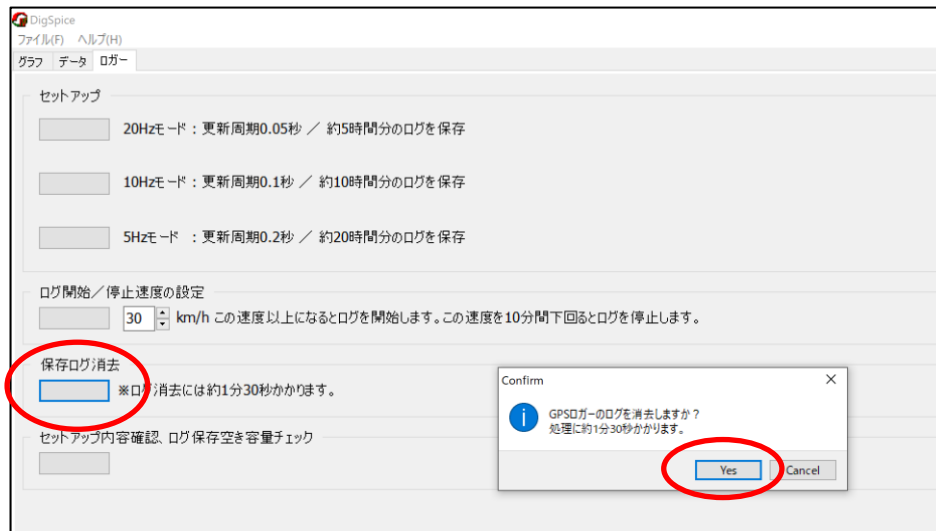 DigSpice
ファイル(F) ヘルプ(H)
グラフ データ ロガー
セットアップ
20Hzモード：更新周期0.05秒 ／ 約5時間分のログを保存
10Hzモード：更新周期0.1秒 ／ 約10時間分のログを保存
5Hzモード ：更新周期0.2秒 ／ 約20時間分のログを保存
ログ開始／停止速度の設定
30 km/h この速度以上になるとログを開始します。この速度を10分間下回るとログを停止します。
保存ログ消去
※ログ消去には約1分30秒かかります。
セットアップ内容確認、ログ保存空き容量チェック
Confirm
GPSロガーのログを消去しますか？
処理に約1分30秒かかります。
Yes Cancel